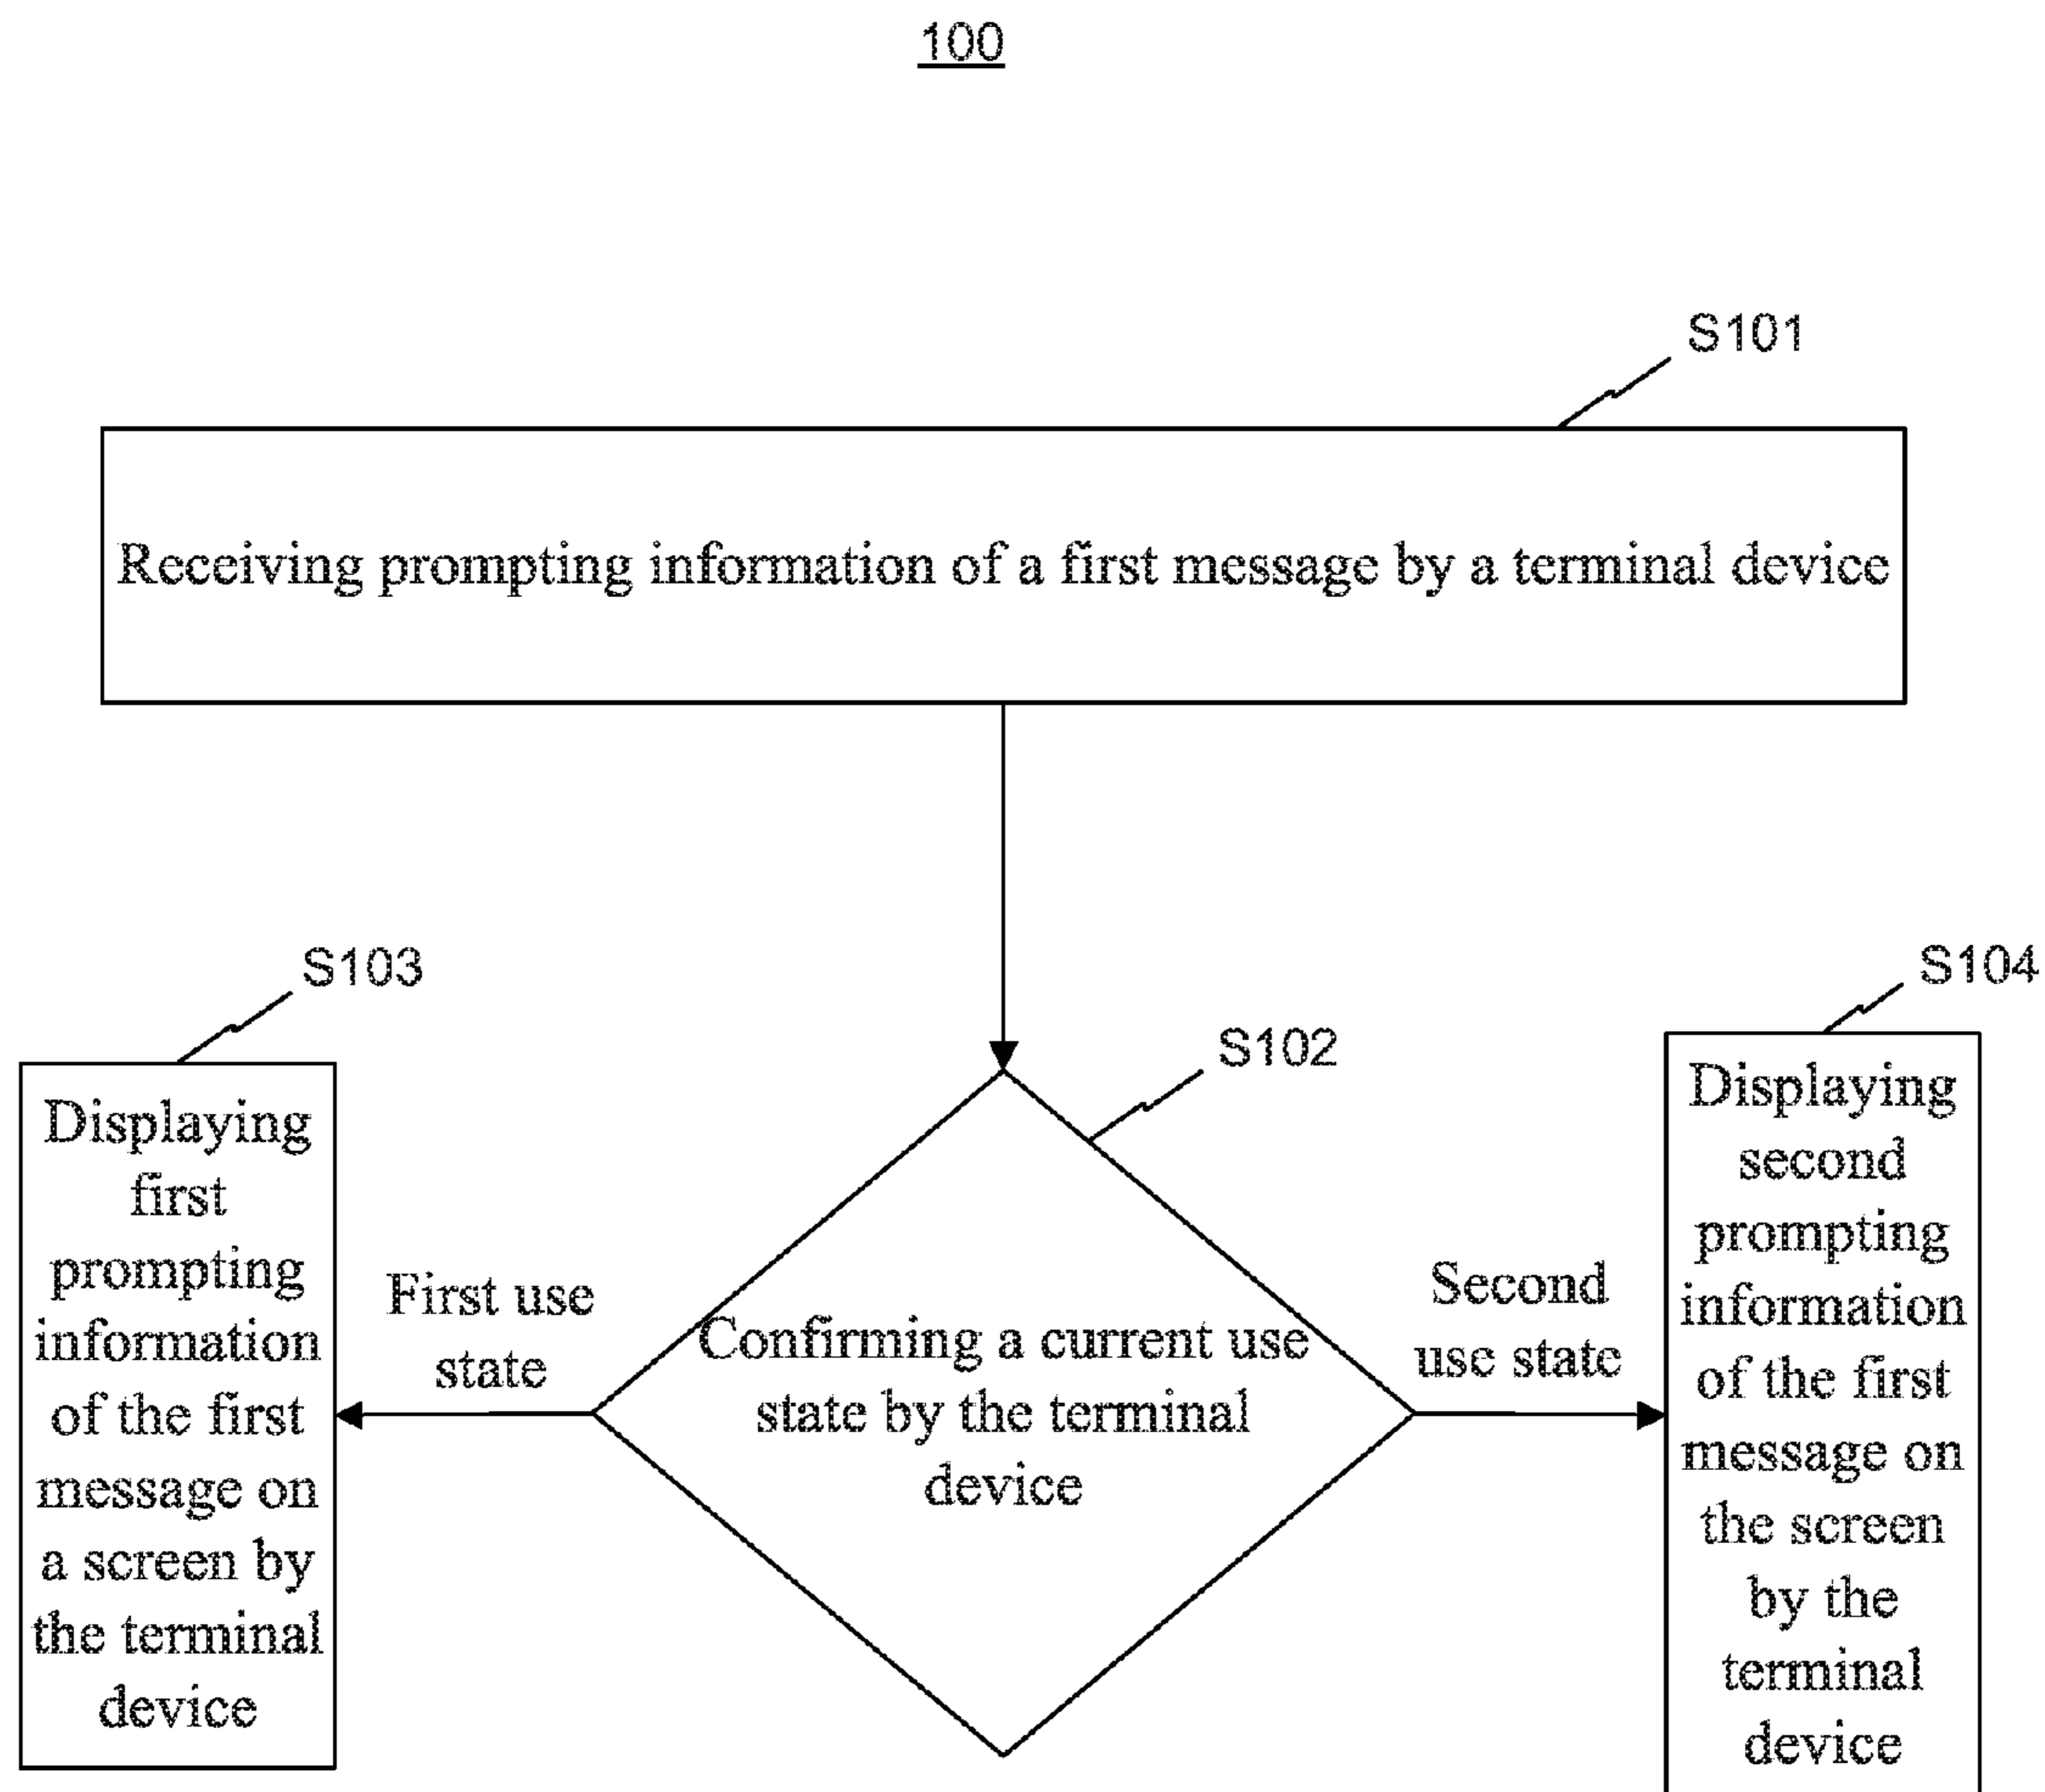 100
S101
Receiving prompting information of a first message by a terminal device
S103
Displaying
first
prompting
information
of the first
message on
a screen by
the terminal
device
First use
state
S102
Confirming a current use
state by the terminal
device
Second
use state
S104
Displaying
second
prompting
information
of the first
message on
the screen
by the
terminal
device